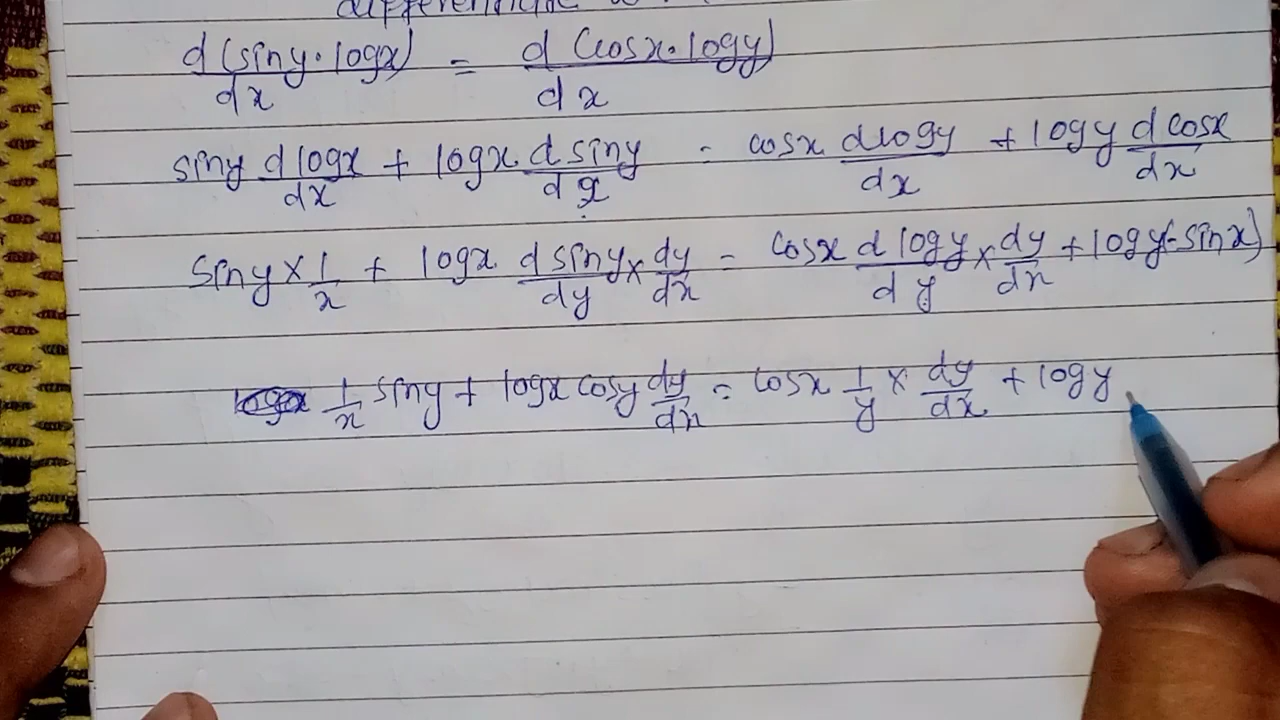 differentiate
d(siny·logx)/dx = d(cosx·logy)/dx
siny dlogx/dx + logx dsiny/dx = cosx dlogy/dx + logy dcosx/dx
siny × 1/x + logx dsiny/dy × dy/dx = cosx dlogy/dy × dy/dx + logy(-sinx)
1/x siny + logx cosy dy/dx = cosx 1/y × dy/dx + logy